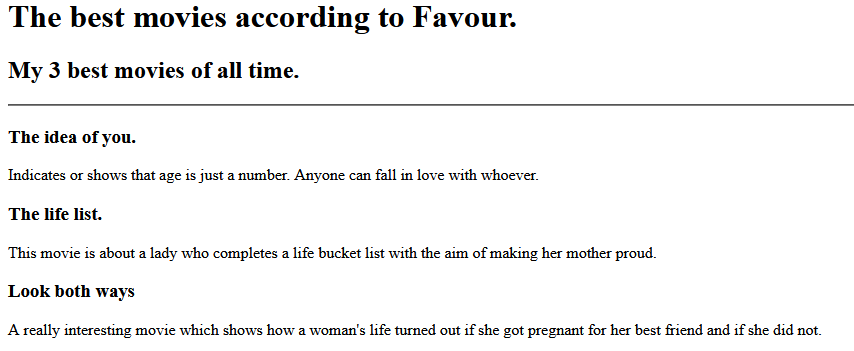 The best movies according to Favour.
My 3 best movies of all time.
The idea of you.
Indicates or shows that age is just a number. Anyone can fall in love with whoever.
The life list.
This movie is about a lady who completes a life bucket list with the aim of making her mother proud.
Look both ways
A really interesting movie which shows how a woman's life turned out if she got pregnant for her best friend and if she did not.